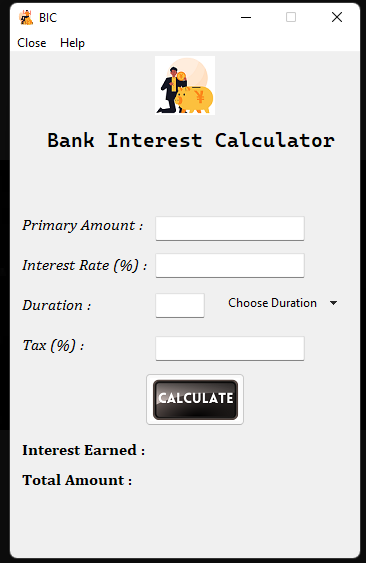 BIC
Close Help
Bank Interest Calculator
Primary Amount :
Interest Rate (%) :
Duration : Choose Duration
Tax (%) :
CALCULATE
Interest Earned :
Total Amount :